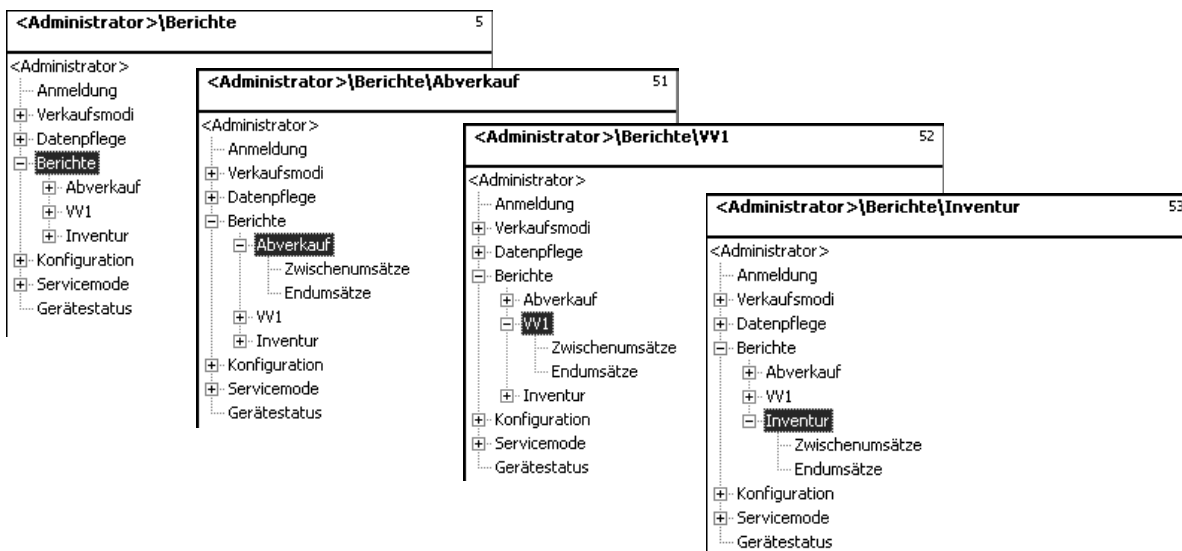 <Administrator>\Berichte 5
<Administrator>
Anmeldung
Verkaufsmodi
Datenpflege
Berichte
Abverkauf
VV1
Inventur
Konfiguration
Servicemode
Gerätestatus
<Administrator>\Berichte\Abverkauf 51
<Administrator>
Anmeldung
Verkaufsmodi
Datenpflege
Berichte
Abverkauf
Zwischenumsätze
Endumsätze
VV1
Inventur
Konfiguration
Servicemode
Gerätestatus
<Administrator>\Berichte\VV1 52
<Administrator>
Anmeldung
Verkaufsmodi
Datenpflege
Berichte
Abverkauf
VV1
Zwischenumsätze
Endumsätze
Inventur
Konfiguration
Servicemode
Gerätestatus
<Administrator>\Berichte\Inventur 53
<Administrator>
Anmeldung
Verkaufsmodi
Datenpflege
Berichte
Abverkauf
VV1
Inventur
Zwischenumsätze
Endumsätze
Konfiguration
Servicemode
Gerätestatus